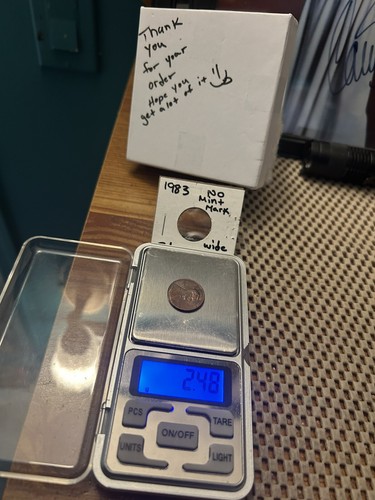 Thank
you
for your
order
Hope you
get a lot of it
1983 No
Mint
Mark
wide
2.48
PCS
TARE
ON/OFF
UNITS
LIGHT